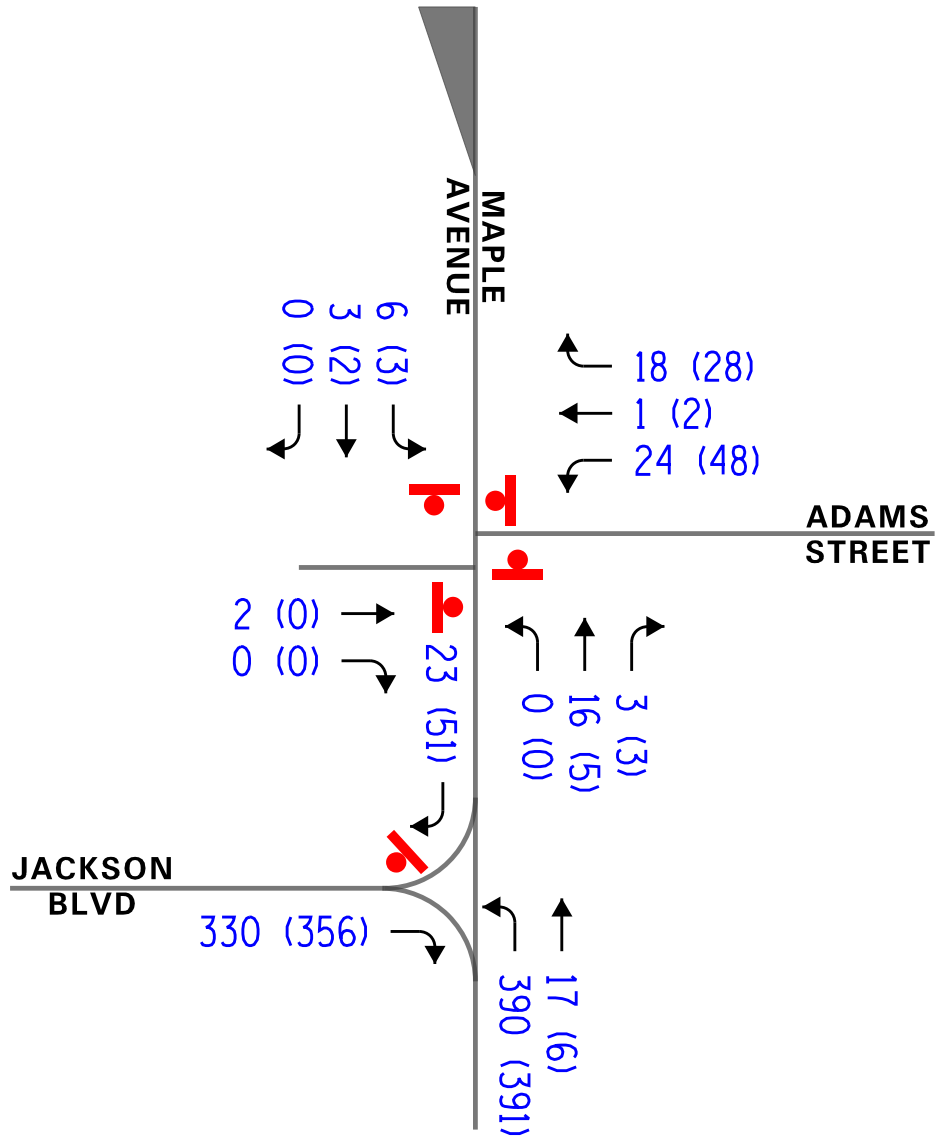 MAPLE
AVENUE
6 (3)
3 (2)
0 (0)
18 (28)
1 (2)
24 (48)
ADAMS
STREET
2 (0)
0 (0)
23 (51)
0 (0)
16 (5)
3 (3)
JACKSON
BLVD
330 (356)
390 (391)
17 (6)